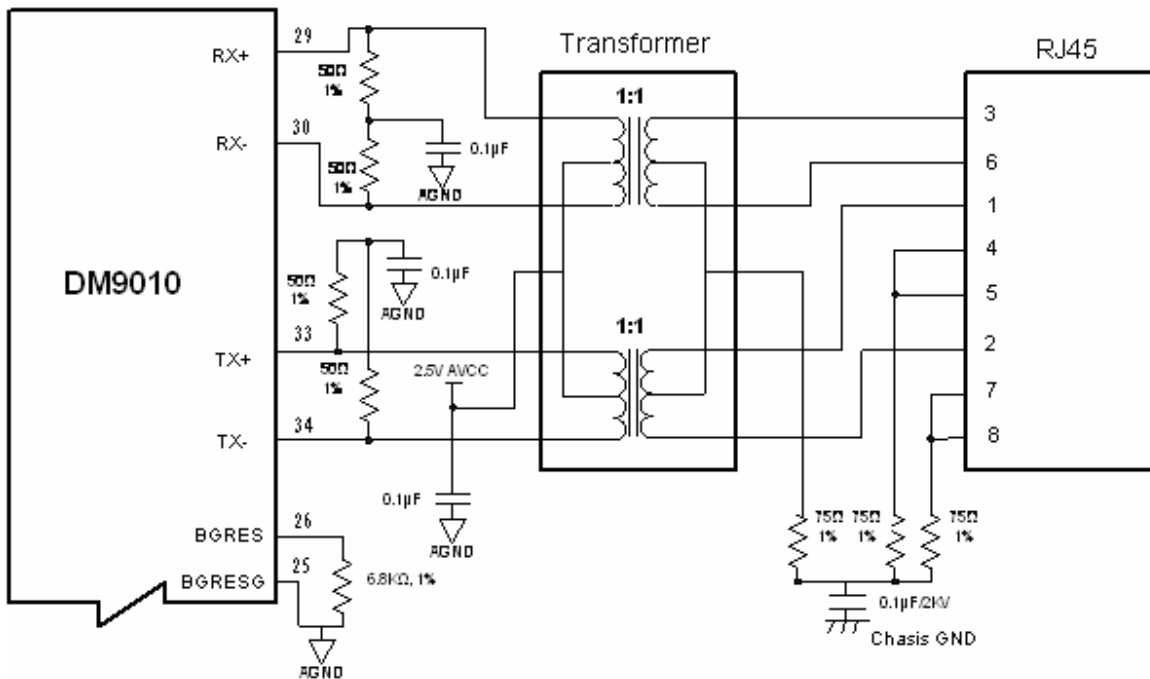 DM9010
RX+
29
50Ω
1%
RX-
30
50Ω
1%
0.1µF
AGND
50Ω
1%
0.1µF
AGND
TX+
33
50Ω
1%
TX-
34
2.5V AVCC
0.1µF
AGND
BGRES
26
BGRESG
25
6.8KΩ, 1%
AGND
Transformer
1:1
1:1
RJ45
3
6
1
4
5
2
7
8
75Ω
1%
75Ω
1%
75Ω
1%
0.1µF/2KV
Chasis GND